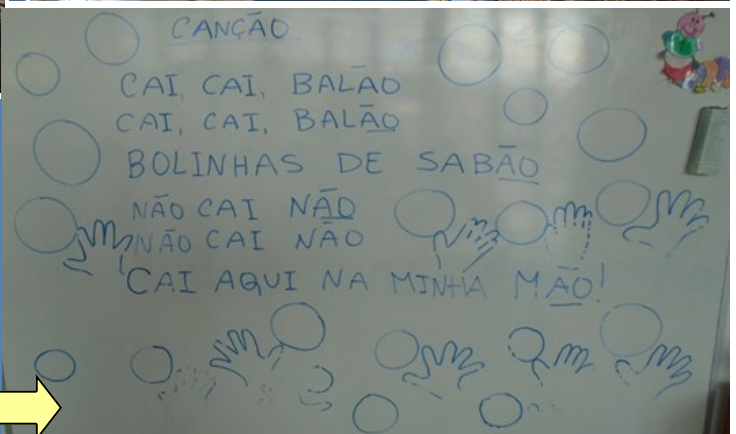 CANÇÃO
CAI, CAI, BALÃO
CAI, CAI, BALÃO
BOLINHAS DE SABÃO
NÃO CAI NÃO
NÃO CAI NÃO
CAI AQUI NA MINHA MÃO!